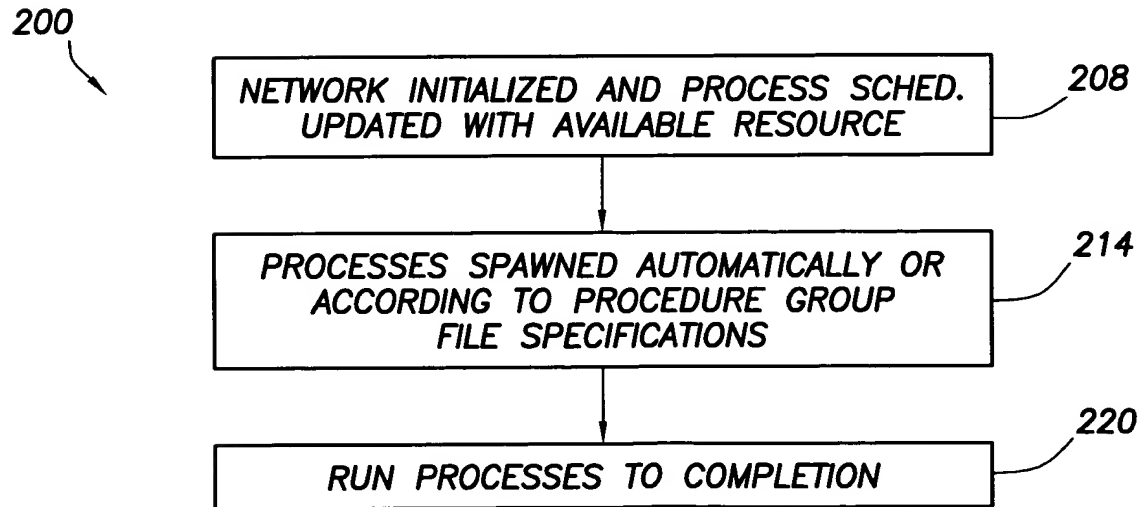 200
NETWORK INITIALIZED AND PROCESS SCHED.
UPDATED WITH AVAILABLE RESOURCE
208
PROCESSES SPAWNED AUTOMATICALLY OR
ACCORDING TO PROCEDURE GROUP
FILE SPECIFICATIONS
214
RUN PROCESSES TO COMPLETION
220